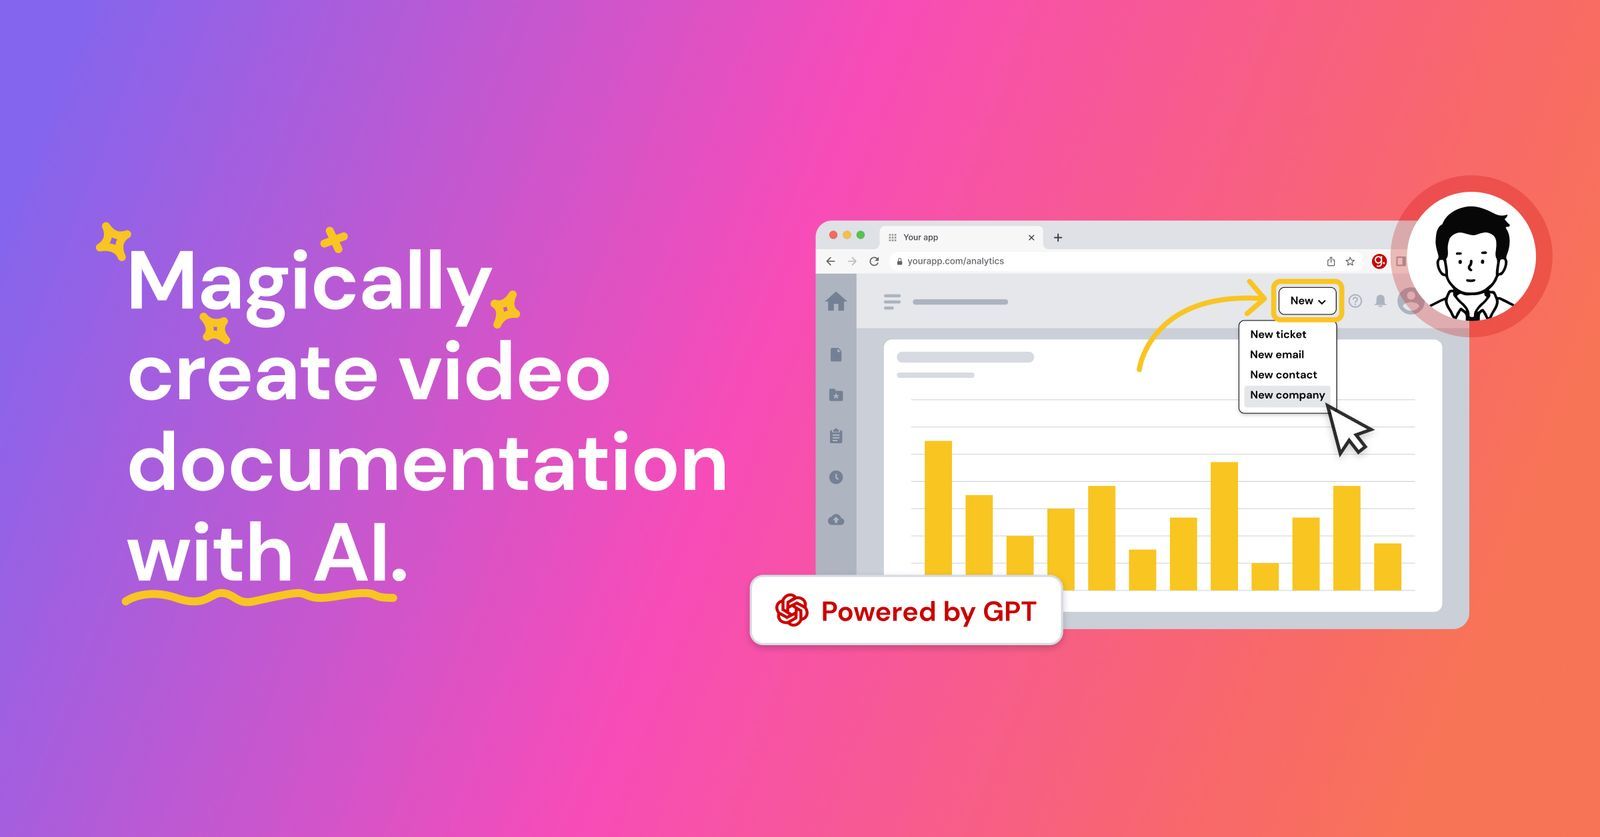 Magically
create video
documentation
with AI.
Your app
yourapp.com/analytics
g.
New
New ticket
New email
New contact
New company
Powered by GPT